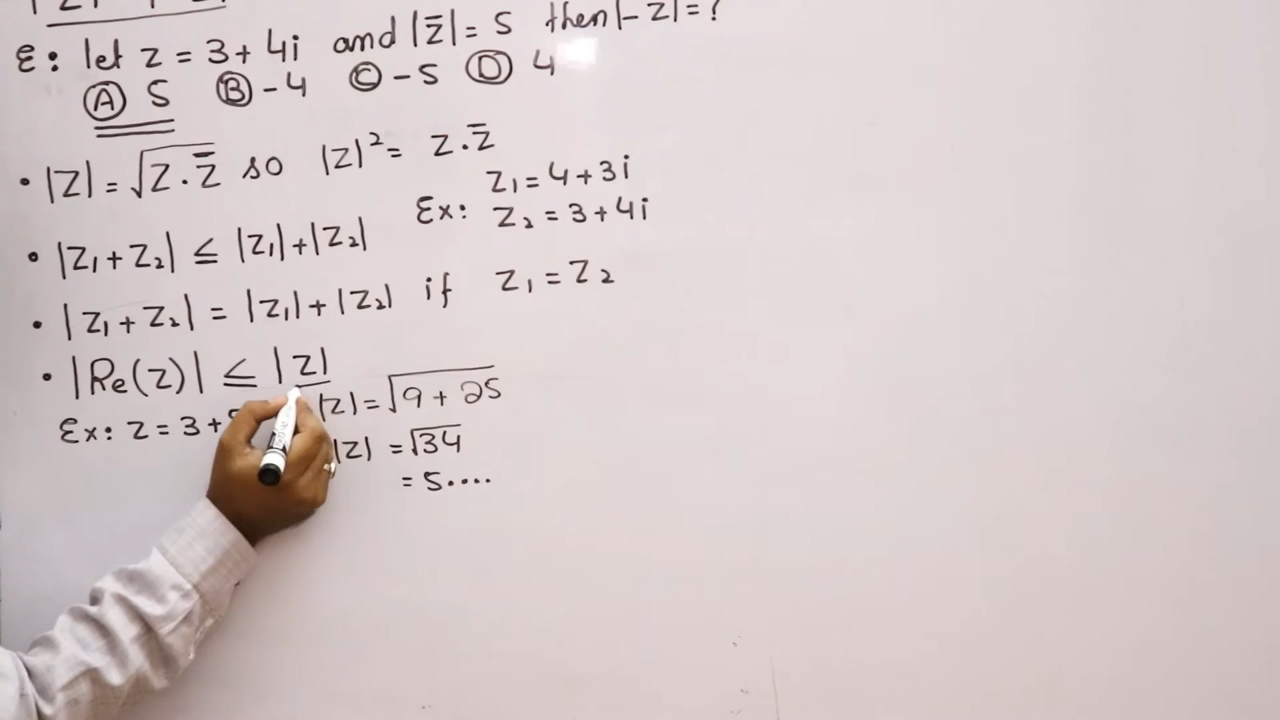 Ex: let z = 3 + 4i and |z̄| = 5 then |-z| = ?
Ⓐ 5 Ⓑ -4 Ⓒ -5 Ⓓ 4
• |z| = √z.z̄ so |z|² = z.z̄
Ex: z₁ = 4 + 3i
z₂ = 3 + 4i
• |z₁ + z₂| ≤ |z₁| + |z₂|
• |z₁ + z₂| = |z₁| + |z₂| if z₁ = z₂
• |Re(z)| ≤ |z|
Ex: z = 3 + |z| = √9 + 25
|z| = √34
= 5....